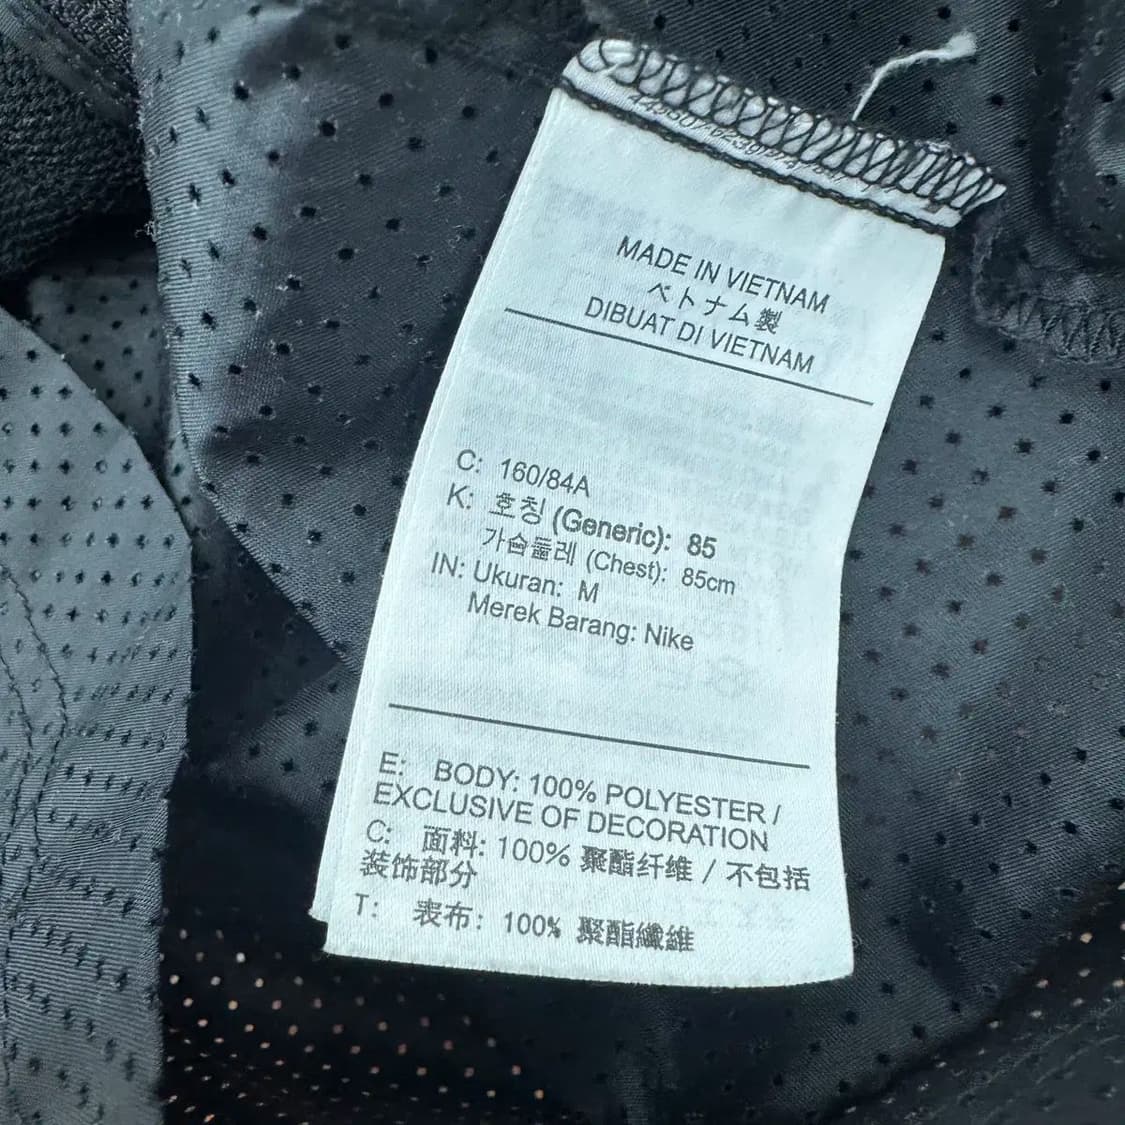 MADE IN VIETNAM
ベトナム製
DIBUAT DI VIETNAM
C: 160/84A
K: 호칭 (Generic): 85
가슴둘레 (Chest): 85cm
IN: Ukuran: M
Merek Barang: Nike
E: BODY: 100% POLYESTER /
EXCLUSIVE OF DECORATION
C: 面料: 100% 聚酯纤维 / 不包括
装饰部分
T: 表布: 100% 聚酯纖維